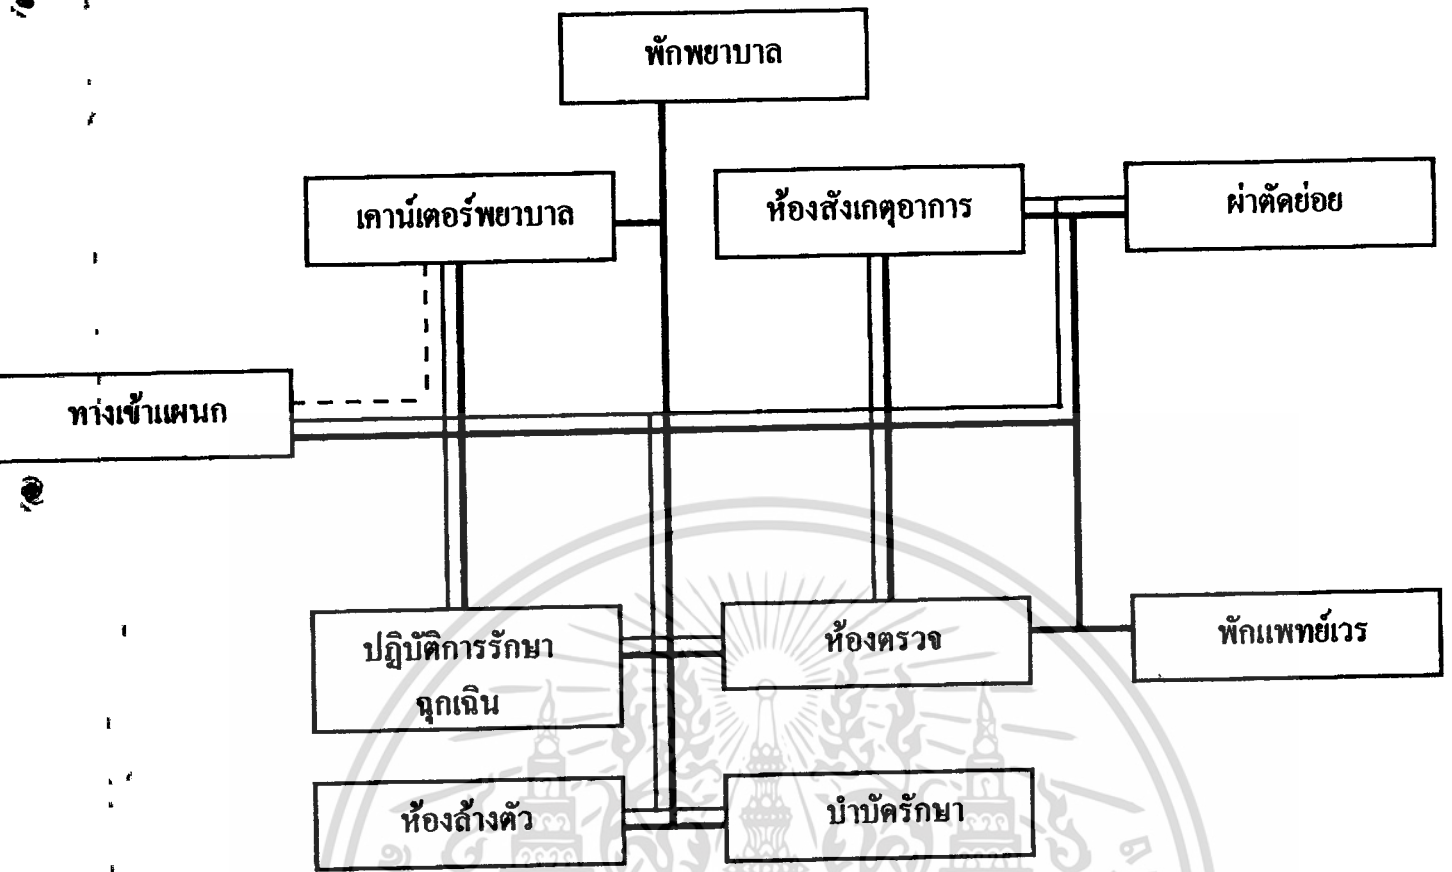 พักพยาบาล
เคาน์เตอร์พยาบาล
ห้องสังเกตุอาการ
ผ่าตัดย่อย
ทางเข้าแผนก
ปฏิบัติการรักษา
ฉุกเฉิน
ห้องตรวจ
พักแพทย์เวร
ห้องล้างตัว
บำบัดรักษา